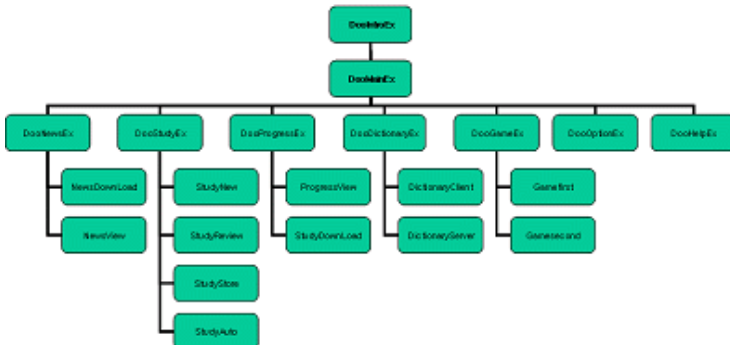 DooIntroEx
DooMainEx
DooNewsEx
DooStudyEx
DooProgressEx
DooDictionaryEx
DooGameEx
DooOptionEx
DooHelpEx
NewsDownLoad
StudyNew
ProgressView
DictionaryClient
Gamefirst
NewsView
StudyReview
StudyDownLoad
DictionaryServer
Gamesecond
StudyStore
StudyAuto